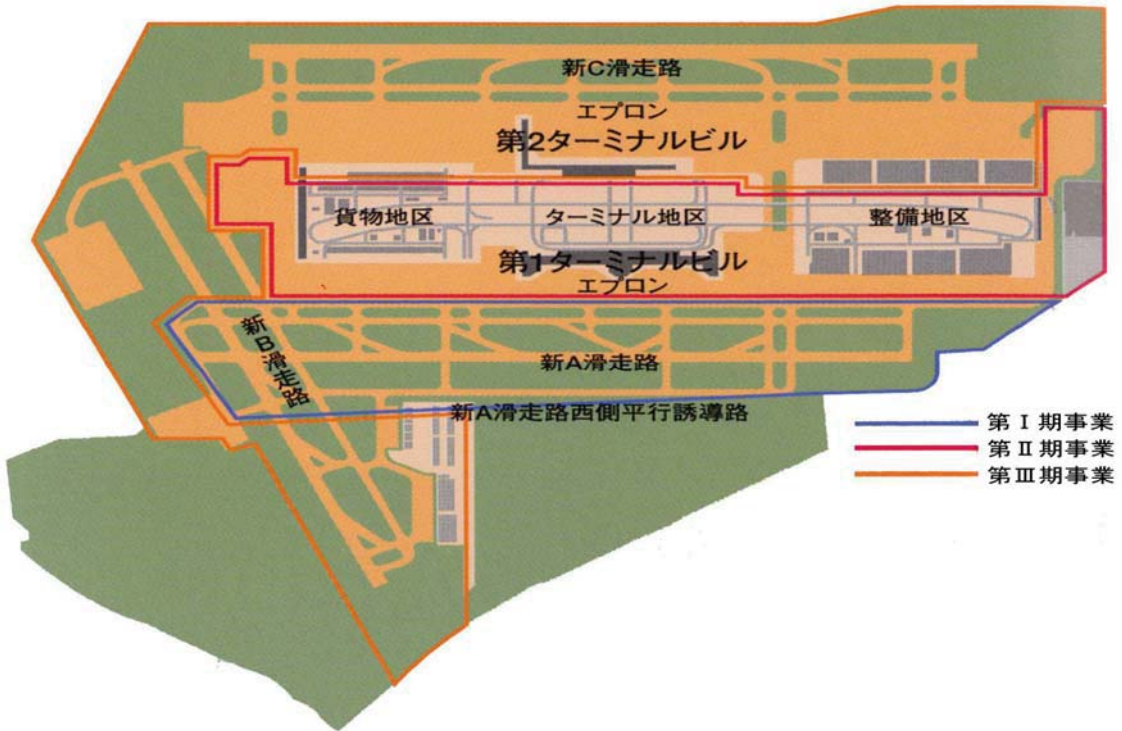 新C滑走路
エプロン
第2ターミナルビル
貨物地区
ターミナル地区
整備地区
第1ターミナルビル
エプロン
新B滑走路
新A滑走路
新A滑走路西側平行誘導路
第Ⅰ期事業
第Ⅱ期事業
第Ⅲ期事業